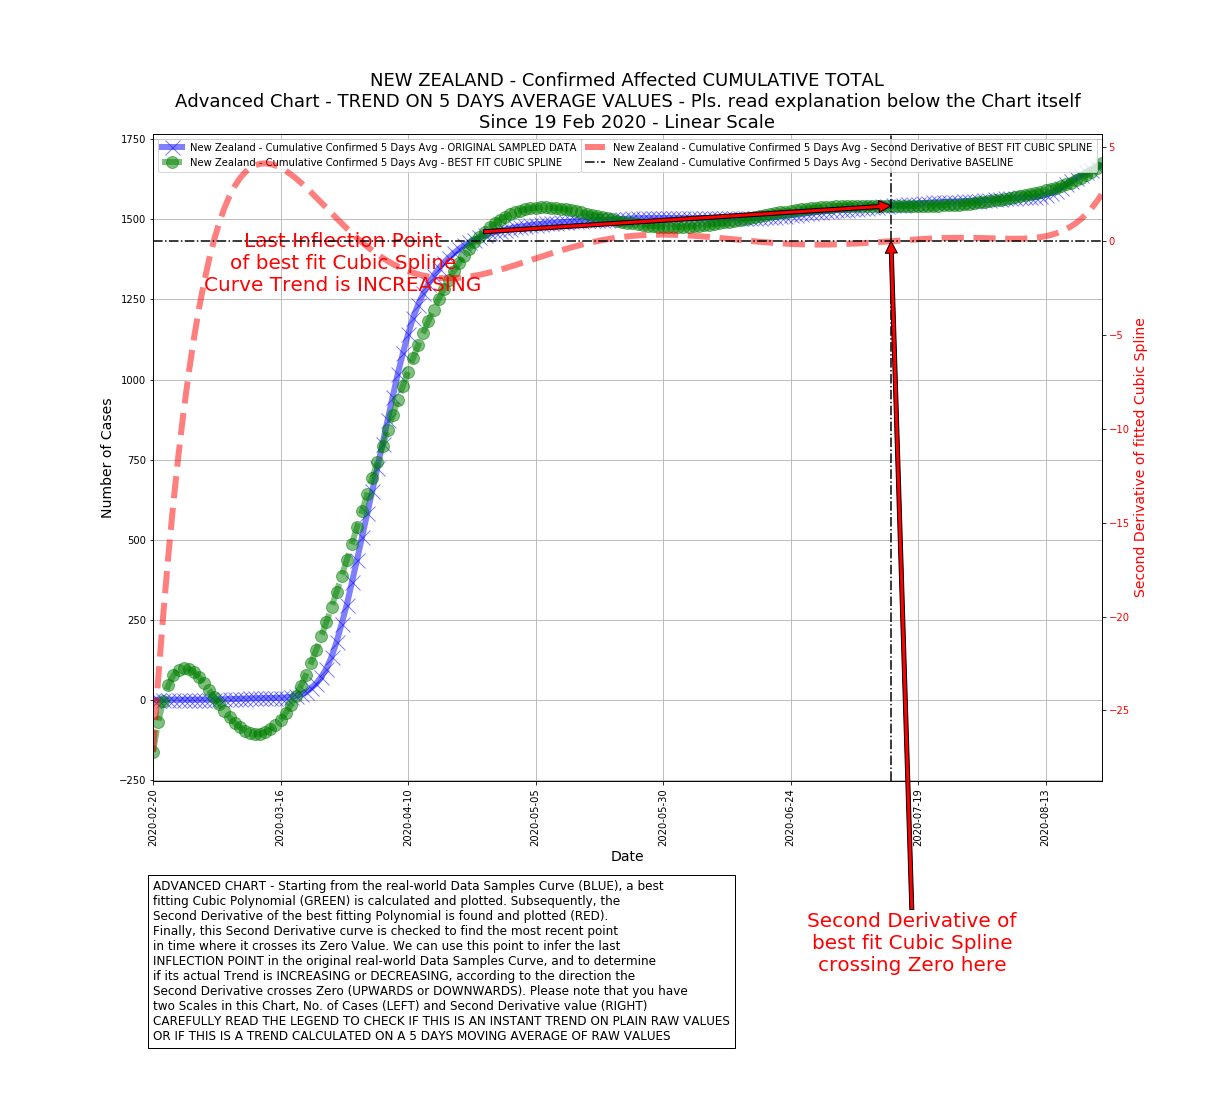 NEW ZEALAND - Confirmed Affected CUMULATIVE TOTAL
Advanced Chart - TREND ON 5 DAYS AVERAGE VALUES - Pls. read explanation below the Chart itself
Since 19 Feb 2020 - Linear Scale
New Zealand - Cumulative Confirmed 5 Days Avg - ORIGINAL SAMPLED DATA
New Zealand - Cumulative Confirmed 5 Days Avg - BEST FIT CUBIC SPLINE
New Zealand - Cumulative Confirmed 5 Days Avg - Second Derivative of BEST FIT CUBIC SPLINE
New Zealand - Cumulative Confirmed 5 Days Avg - Second Derivative BASELINE
Last Inflection Point
of best fit Cubic Spline
Curve Trend is INCREASING
Number of Cases
1750
1500
1250
1000
750
500
250
0
−250
5
0
−5
−10
−15
−20
−25
Second Derivative of fitted Cubic Spline
2020-02-20
2020-03-16
2020-04-10
2020-05-05
2020-05-30
2020-06-24
2020-07-19
2020-08-13
Date
Second Derivative of
best fit Cubic Spline
crossing Zero here
ADVANCED CHART - Starting from the real-world Data Samples Curve (BLUE), a best
fitting Cubic Polynomial (GREEN) is calculated and plotted. Subsequently, the
Second Derivative of the best fitting Polynomial is found and plotted (RED).
Finally, this Second Derivative curve is checked to find the most recent point
in time where it crosses its Zero Value. We can use this point to infer the last
INFLECTION POINT in the original real-world Data Samples Curve, and to determine
if its actual Trend is INCREASING or DECREASING, according to the direction the
Second Derivative crosses Zero (UPWARDS or DOWNWARDS). Please note that you have
two Scales in this Chart, No. of Cases (LEFT) and Second Derivative value (RIGHT)
CAREFULLY READ THE LEGEND TO CHECK IF THIS IS AN INSTANT TREND ON PLAIN RAW VALUES
OR IF THIS IS A TREND CALCULATED ON A 5 DAYS MOVING AVERAGE OF RAW VALUES